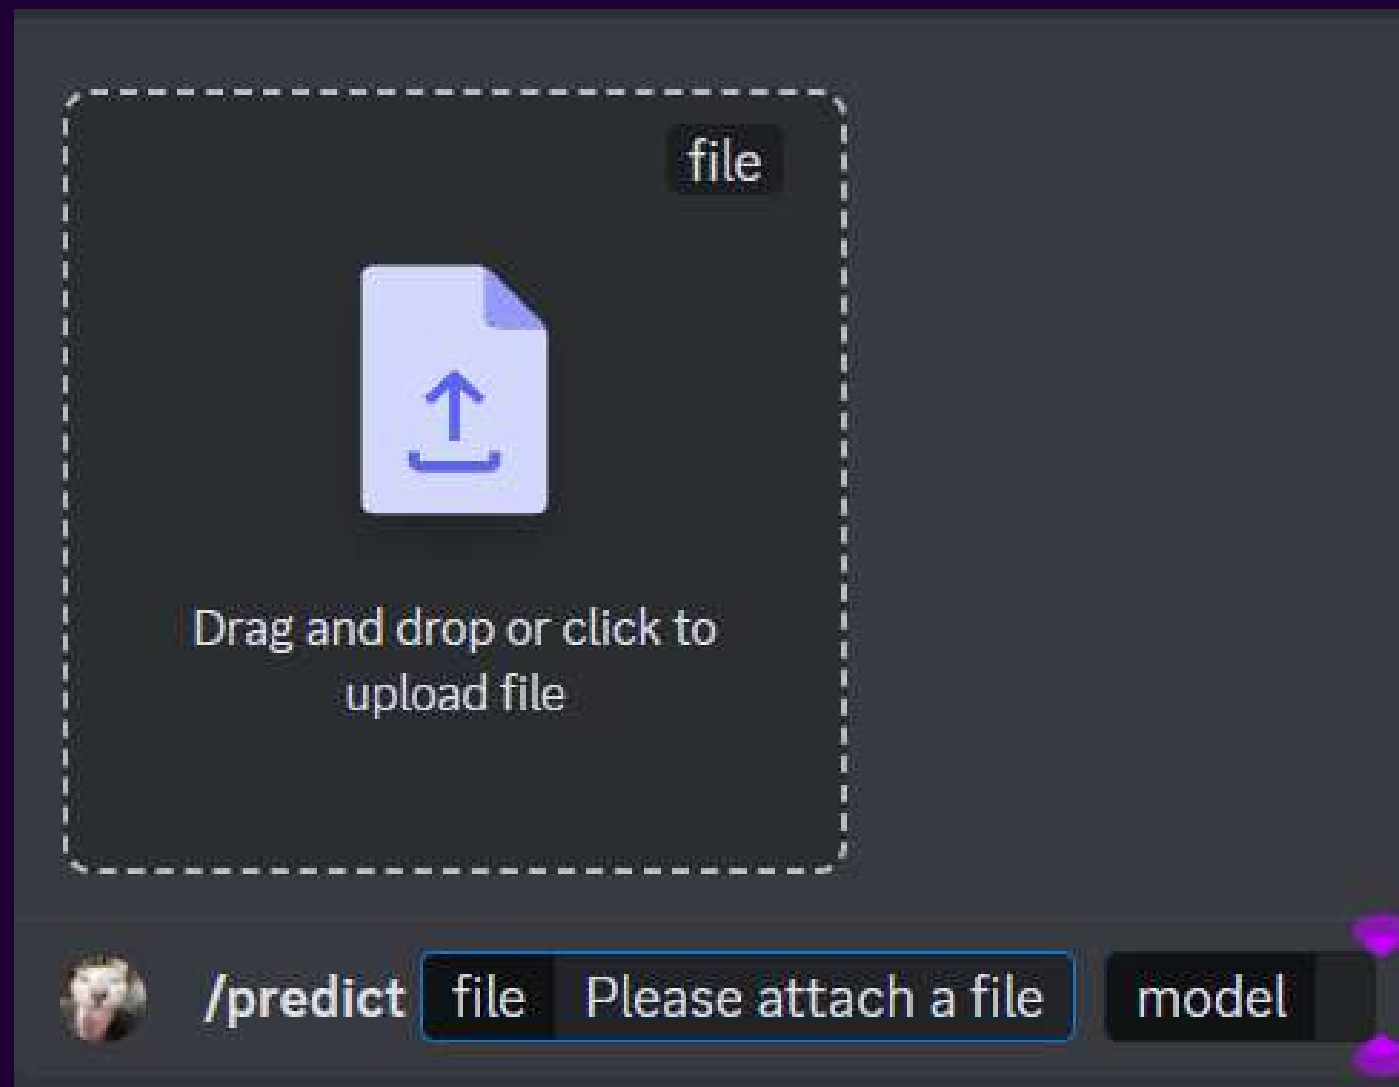 file
Drag and drop or click to
upload file
/predict file Please attach a file model